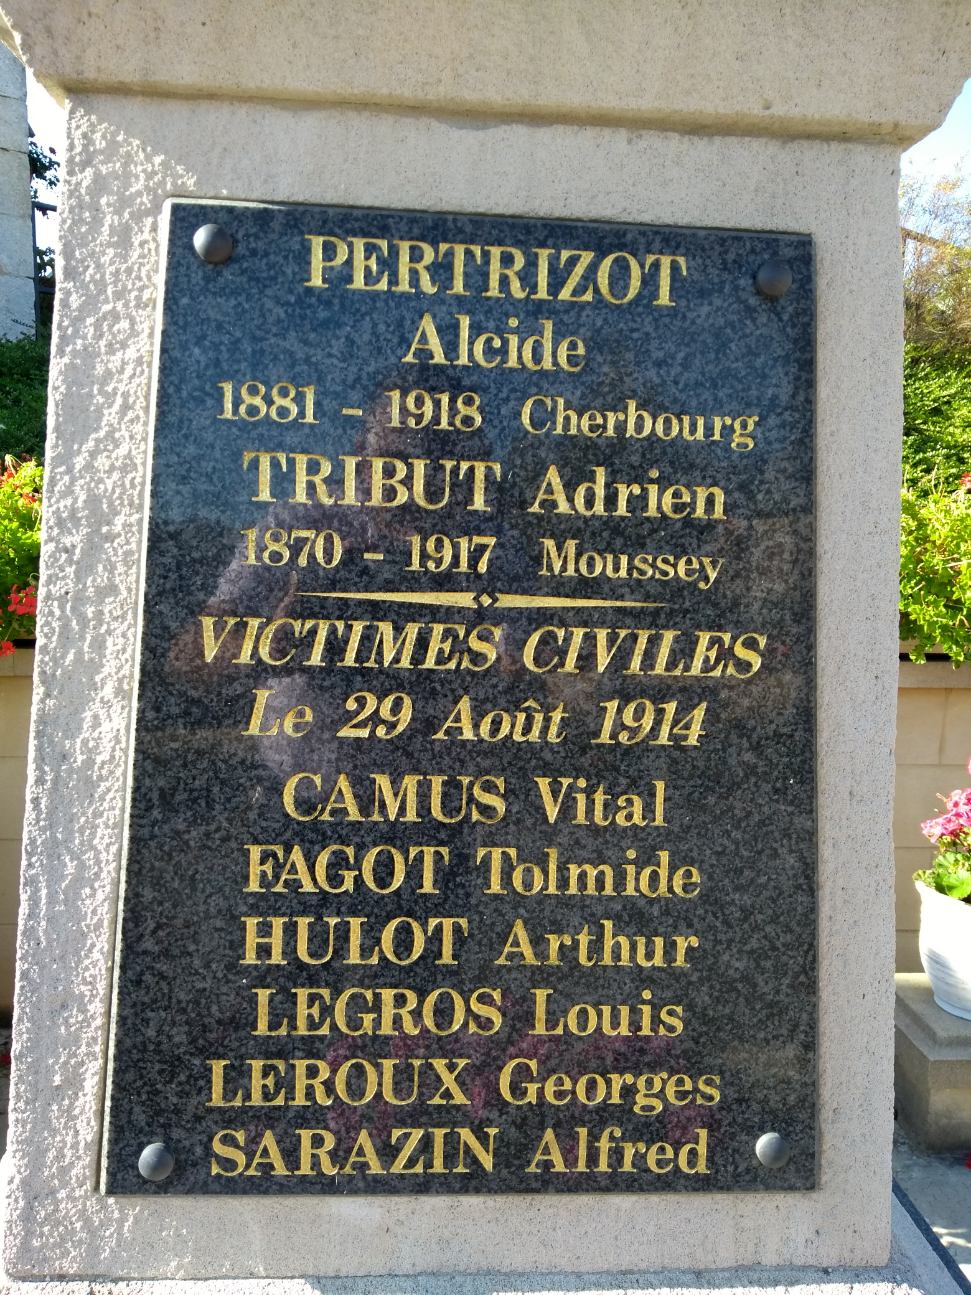 PERTRIZOT
Alcide
1881 - 1918 Cherbourg
TRIBUT Adrien
1870 - 1917 Moussey
VICTIMES CIVILES
Le 29 Août 1914
CAMUS Vital
FAGOT Tolmide
HULOT Arthur
LEGROS Louis
LEROUX Georges
SARAZIN Alfred